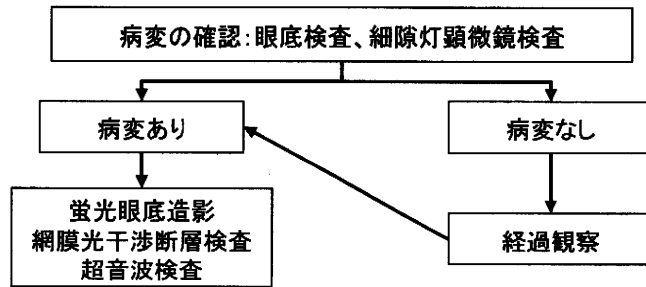 病変の確認:眼底検査、細隙灯顕微鏡検査
病変あり
病変なし
蛍光眼底造影
網膜光干渉断層検査
超音波検査
経過観察